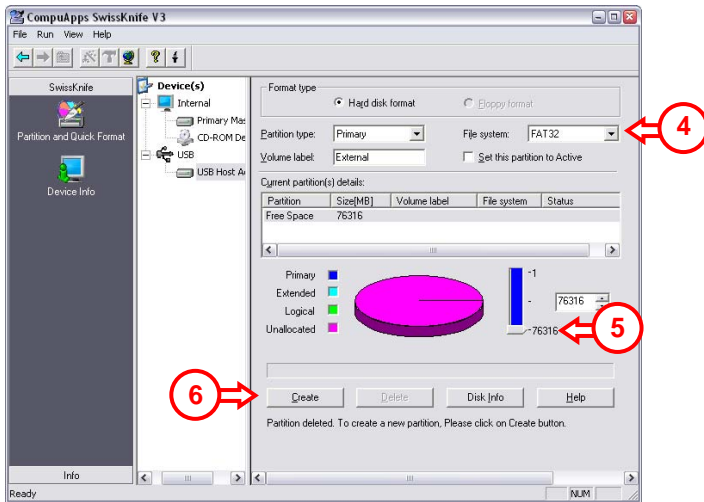 CompuApps SwissKnife V3
File Run View Help
SwissKnife
Partition and Quick Format
Device Info
Info
Device(s)
Internal
Primary Mas
CD-ROM De
USB
USB Host A
Format type
Hard disk format
Floppy format
Partition type: Primary File system: FAT32
Volume label: External Set this partition to Active
Current partition(s) details:
Partition Size[MB] Volume label File system Status
Free Space 76316
Primary
Extended
Logical
Unallocated
-1
-
76316
-76316
4
5
6
Create Delete Disk Info Help
Partition deleted. To create a new partition, Please click on Create button.
Ready NUM